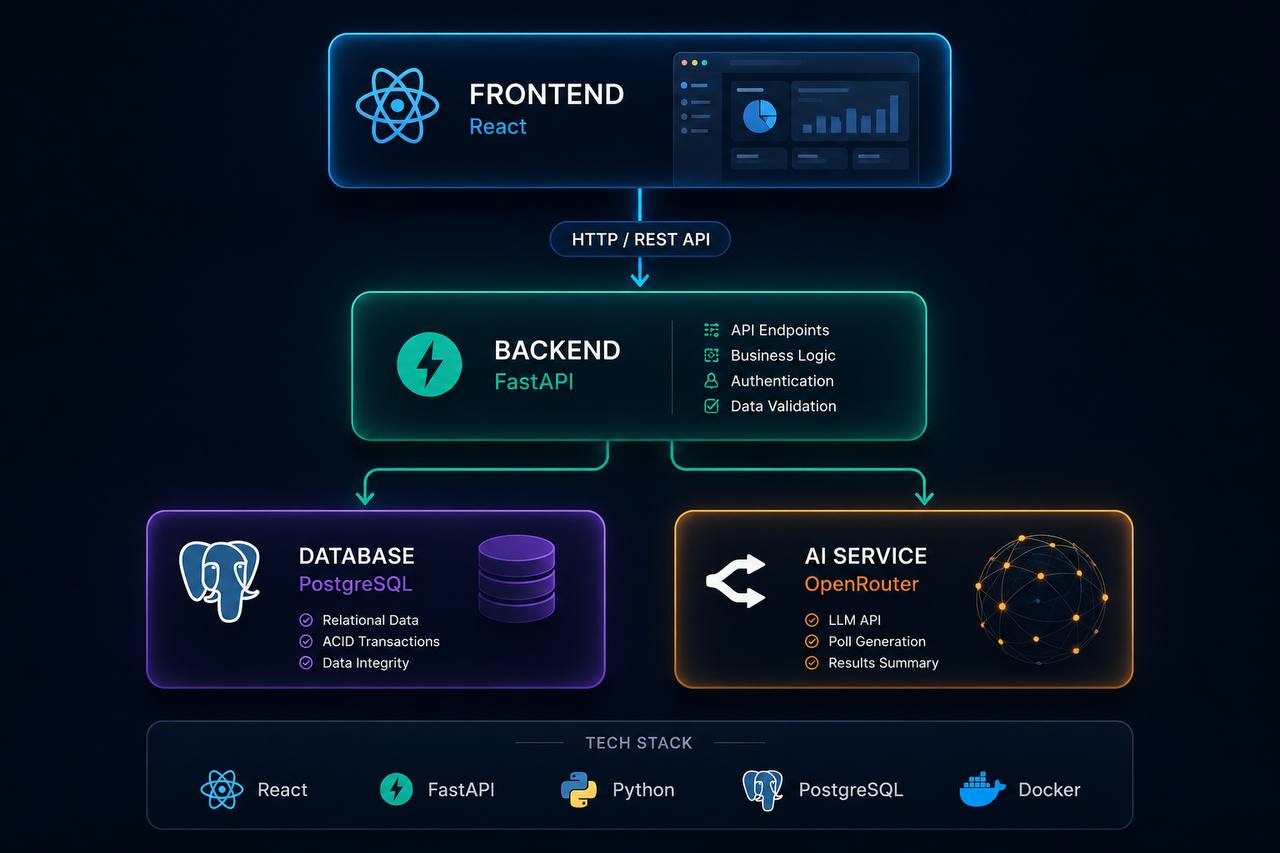 FRONTEND
React
HTTP / REST API
BACKEND
FastAPI
API Endpoints
Business Logic
Authentication
Data Validation
DATABASE
PostgreSQL
Relational Data
ACID Transactions
Data Integrity
AI SERVICE
OpenRouter
LLM API
Poll Generation
Results Summary
TECH STACK
React
FastAPI
Python
PostgreSQL
Docker